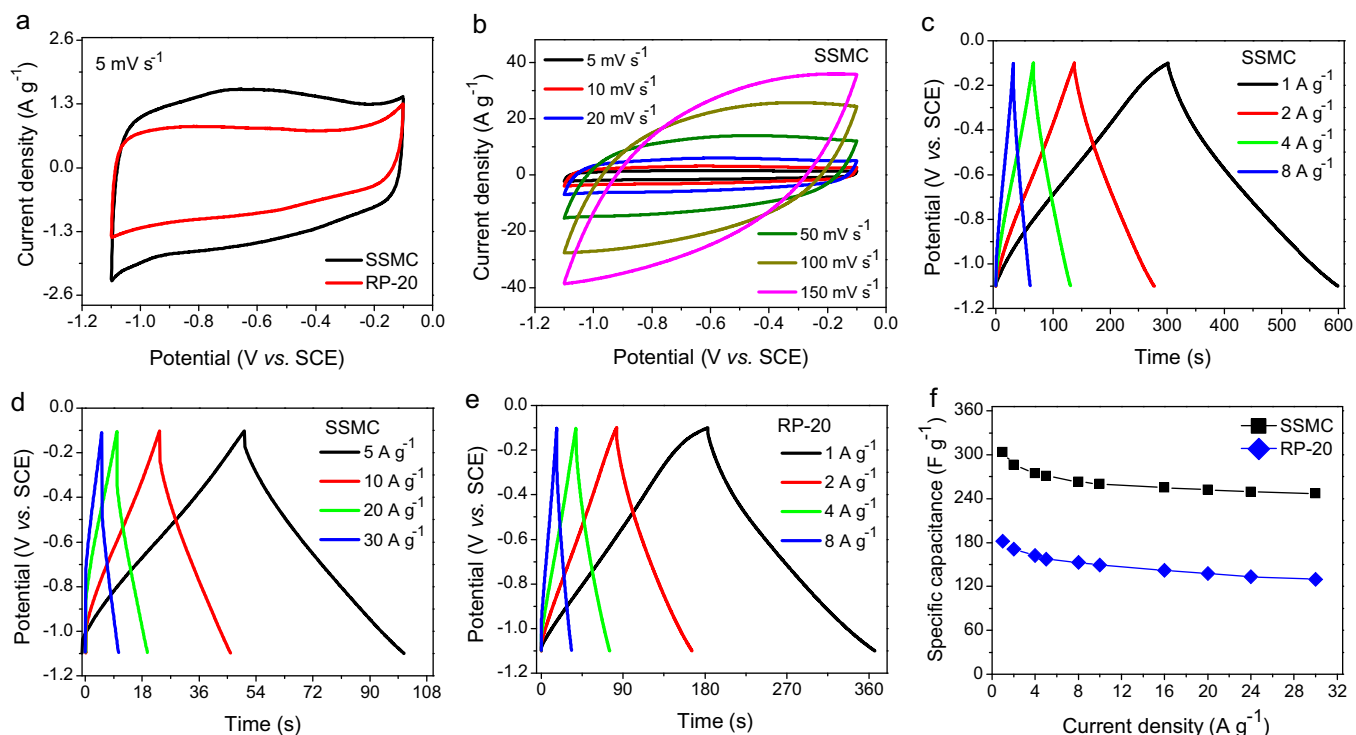 a
5 mV s⁻¹
Current density (A g⁻¹)
2.6
1.3
0.0
-1.3
-2.6
SSMC
RP-20
-1.2 -1.0 -0.8 -0.6 -0.4 -0.2 0.0
Potential (V vs. SCE)
b
SSMC
5 mV s⁻¹
10 mV s⁻¹
20 mV s⁻¹
Current density (A g⁻¹)
40
20
0
-20
-40
50 mV s⁻¹
100 mV s⁻¹
150 mV s⁻¹
-1.2 -1.0 -0.8 -0.6 -0.4 -0.2 0.0
Potential (V vs. SCE)
c
SSMC
1 A g⁻¹
2 A g⁻¹
4 A g⁻¹
8 A g⁻¹
Potential (V vs. SCE)
-0.1
-0.4
-0.6
-0.9
-1.0
-1.2
0 100 200 300 400 500 600
Time (s)
d
SSMC
5 A g⁻¹
10 A g⁻¹
20 A g⁻¹
30 A g⁻¹
Potential (V vs. SCE)
0.0
-0.2
-0.4
-0.6
-0.8
-1.0
-1.2
0 18 36 54 72 90 108
Time (s)
e
RP-20
1 A g⁻¹
2 A g⁻¹
4 A g⁻¹
8 A g⁻¹
Potential (V vs. SCE)
0.0
-0.2
-0.4
-0.6
-0.8
-1.0
-1.2
0 90 180 270 360
Time (s)
f
SSMC
RP-20
Specific capacitance (F g⁻¹)
360
300
240
180
120
60
0
0 4 8 12 16 20 24 28 32
Current density (A g⁻¹)